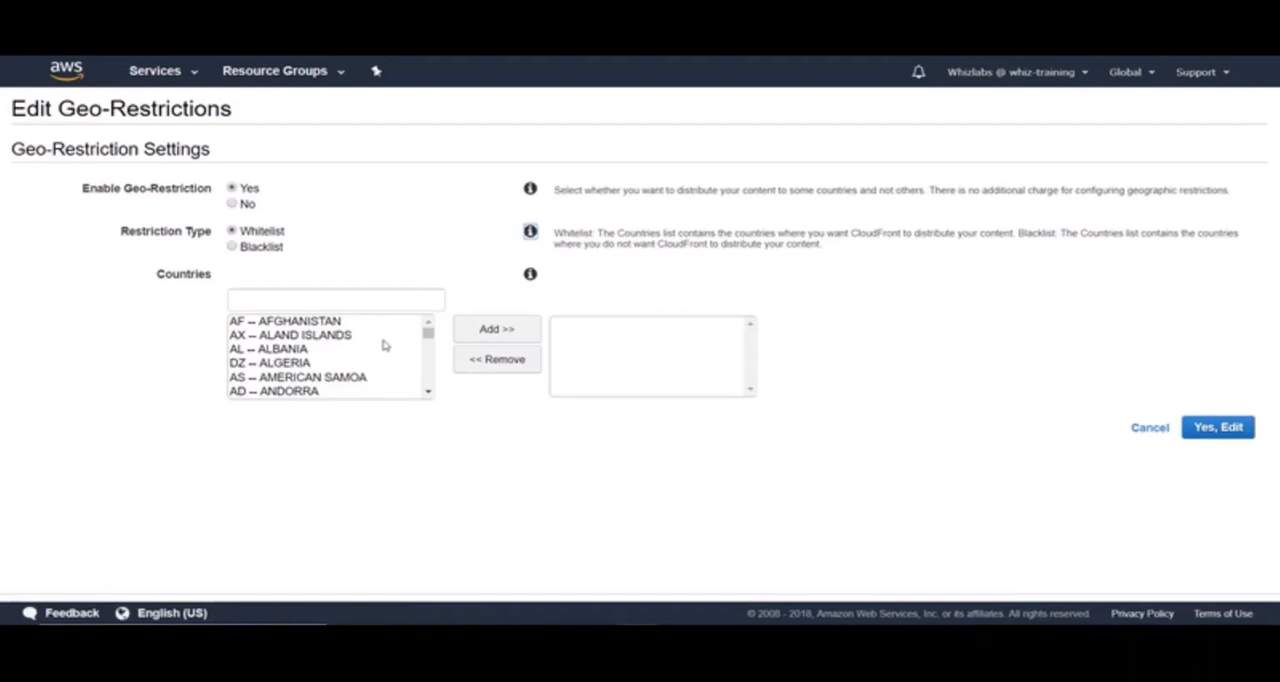 aws Services Resource Groups Whizlabs @ whiz-training Global Support
Edit Geo-Restrictions
Geo-Restriction Settings
Enable Geo-Restriction Yes Select whether you want to distribute your content to some countries and not others. There is no additional charge for configuring geographic restrictions.
No
Restriction Type Whitelist Whitelist: The Countries list contains the countries where you want CloudFront to distribute your content. Blacklist: The Countries list contains the countries
Blacklist where you do not want CloudFront to distribute your content.
Countries
AF -- AFGHANISTAN
AX -- ALAND ISLANDS
AL -- ALBANIA
DZ -- ALGERIA
AS -- AMERICAN SAMOA
AD -- ANDORRA
Add >>
<< Remove
Cancel Yes, Edit
Feedback English (US) © 2008 - 2018, Amazon Web Services, Inc. or its affiliates. All rights reserved. Privacy Policy Terms of Use